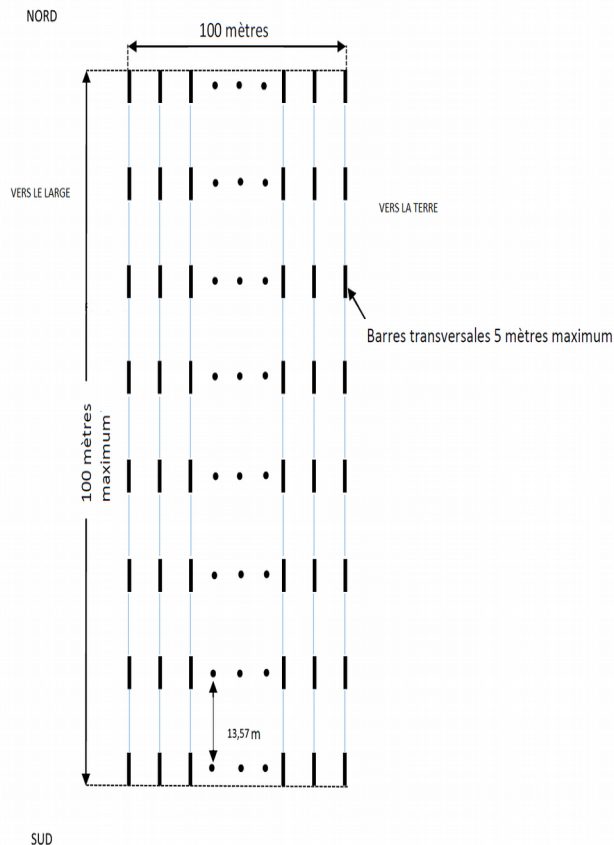 NORD
100 mètres
VERS LE LARGE
VERS LA TERRE
Barres transversales 5 mètres maximum
100 mètres
maximum
13,57 m
SUD